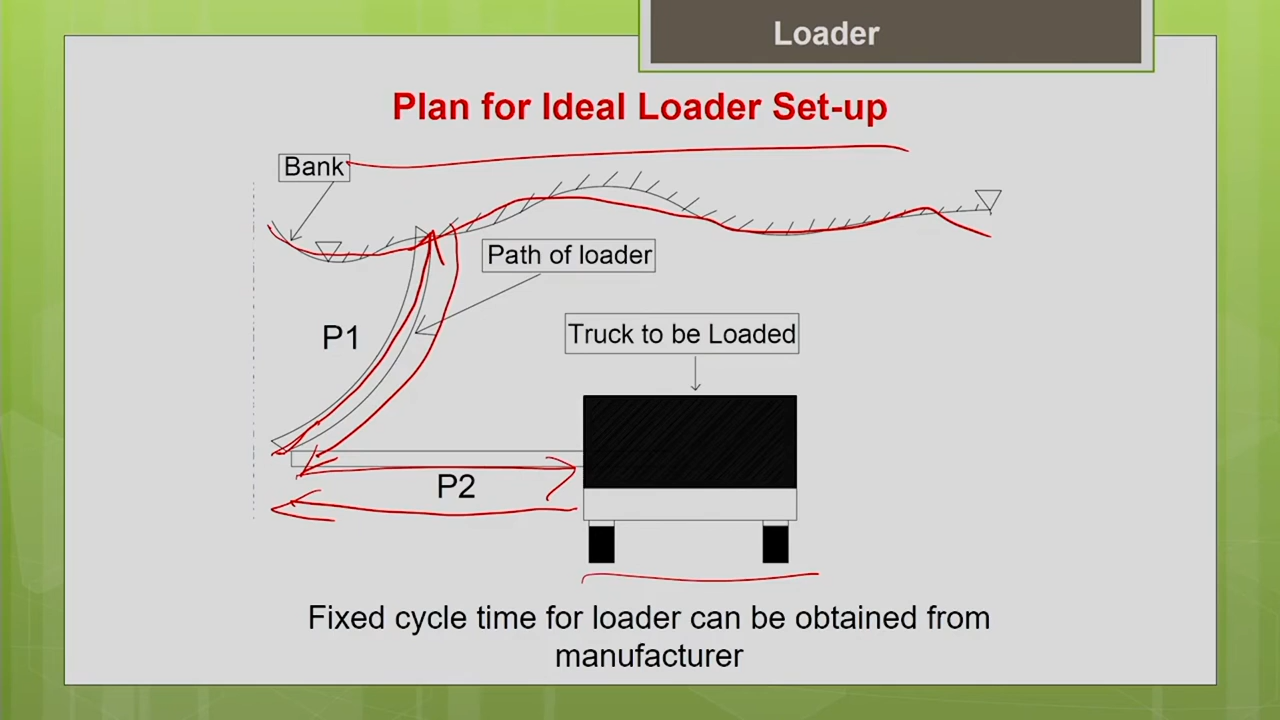 Loader
Plan for Ideal Loader Set-up
Bank
Path of loader
P1
Truck to be Loaded
P2
Fixed cycle time for loader can be obtained from
manufacturer